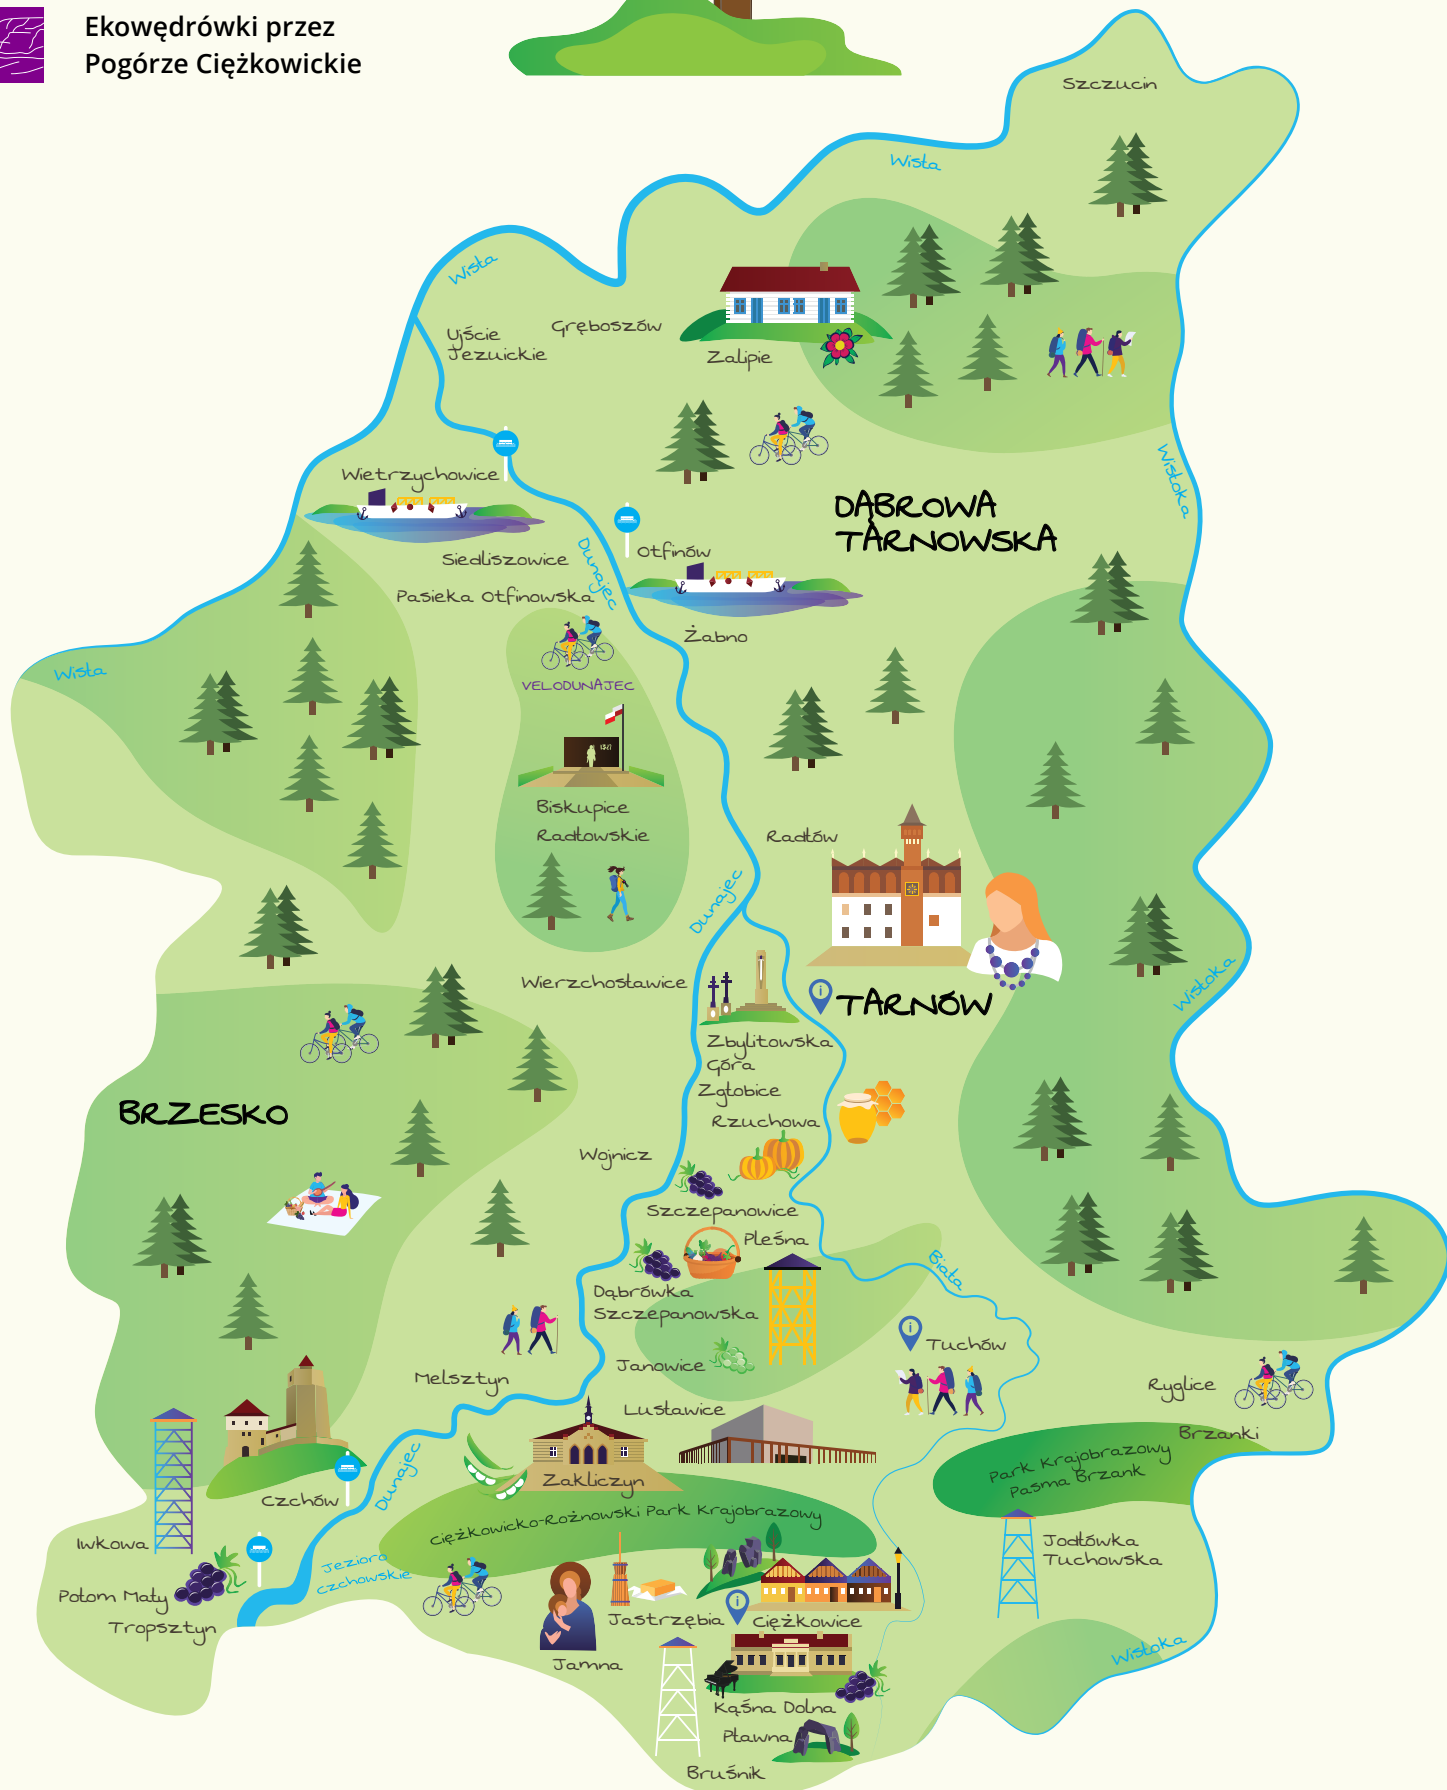 Ekowędrówki przez
Pogórze Ciężkowickie
Szczucin
Wisła
Wisła
Ujście
Jezuickie
Gręboszów
Zalipie
Wisłoka
Wietrzychowice
DĄBROWA
TARNOWSKA
Siedliszowice
Dunajec
Otfinów
Pasieka Otfinowska
Żabno
Wisła
VELODUNAJEC
Biskupice
Radłowskie
Radłów
Dunajec
Wierzchosławice
Wisłoka
i
TARNÓW
Zbylitowska
Góra
Zgłobice
BRZESKO
Rzuchowa
Wojnicz
Szczepanowice
Pleśna
Biała
Dąbrówka
Szczepanowska
i
Tuchów
Janowice
Melsztyn
Ryglice
Lusławice
Brzanki
Park Krajobrazowy
Pasma Brzank
Zakliczyn
Dunajec
Czchów
Ciężkowicko-Rożnowski Park Krajobrazowy
Iwkowa
Jodłówka
Tuchowska
Jezioro
Czchowskie
Połom Mały
Tropsztyn
Jastrzębia
i
Ciężkowice
Jamna
Wisłoka
Kąśna Dolna
Pławna
Bruśnik